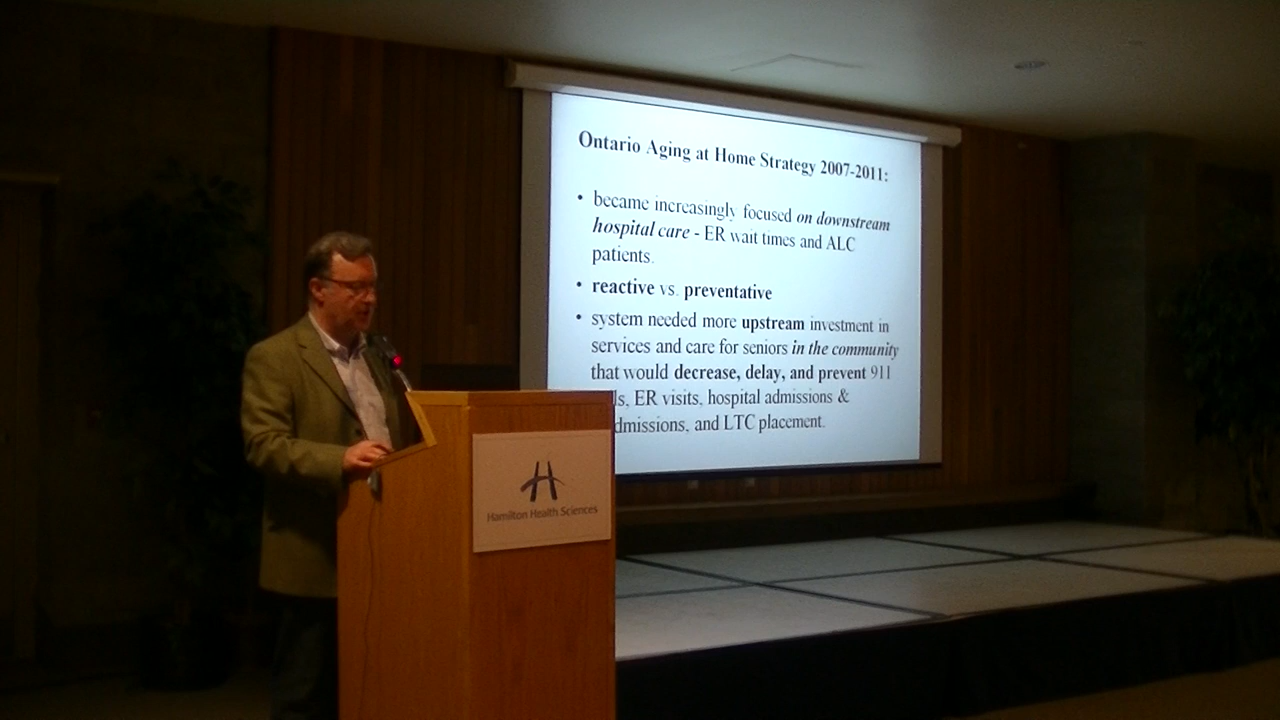 Ontario Aging at Home Strategy 2007-2011:
• became increasingly focused on downstream
hospital care - ER wait times and ALC
patients.
• reactive vs. preventative
• system needed more upstream investment in
services and care for seniors in the community
that would decrease, delay, and prevent 911
ER visits, hospital admissions &
and LTC placement.
Hamilton Health Sciences